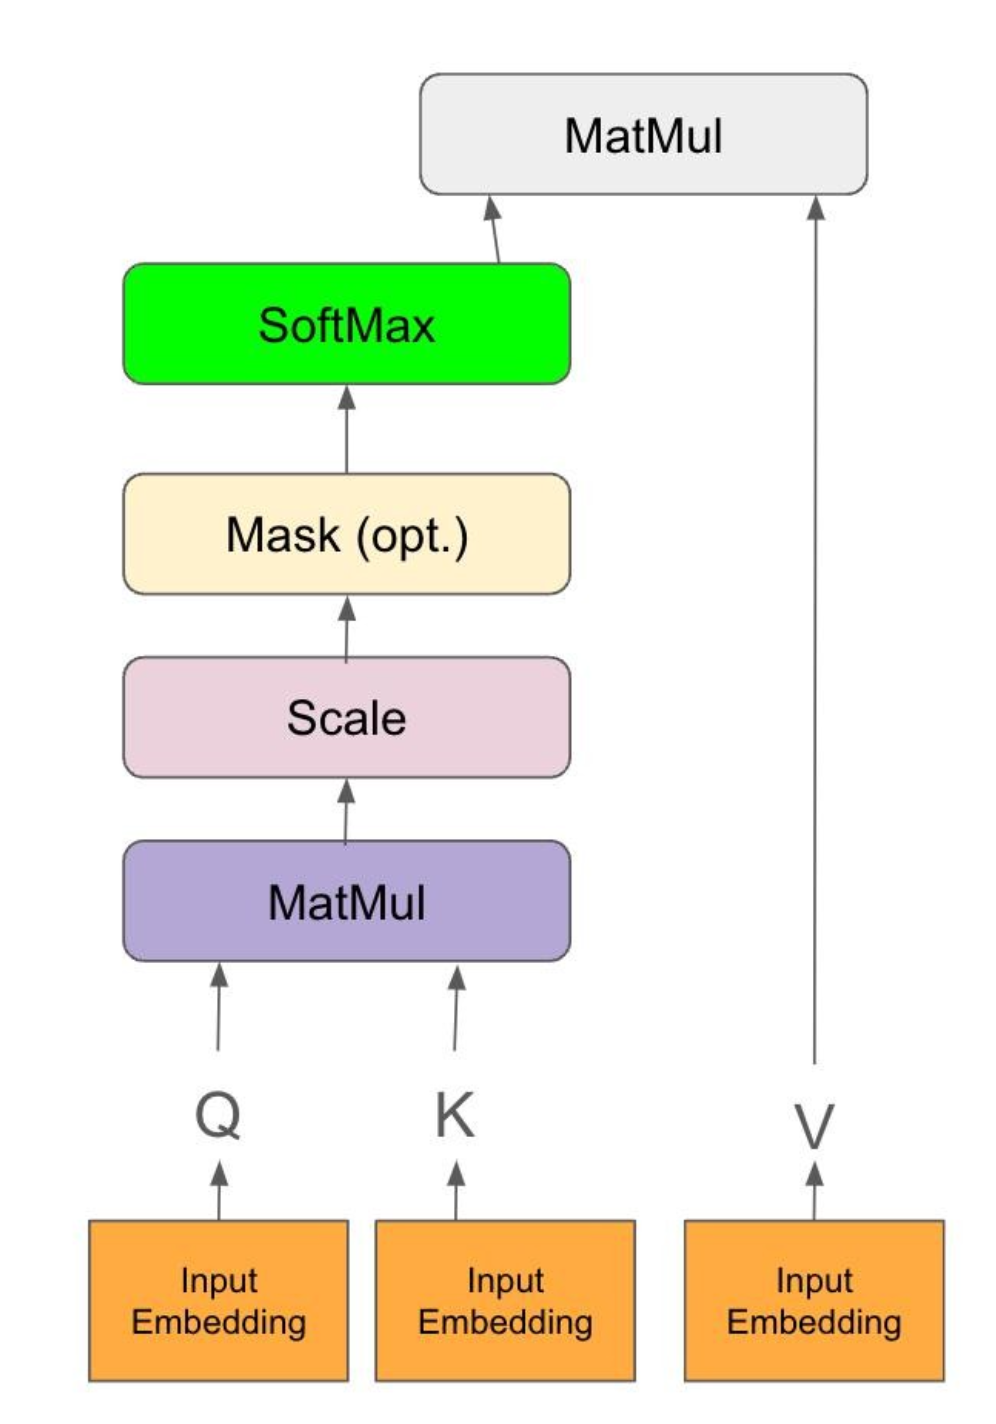 MatMul
SoftMax
Mask (opt.)
Scale
MatMul
Q
K
V
Input
Embedding
Input
Embedding
Input
Embedding